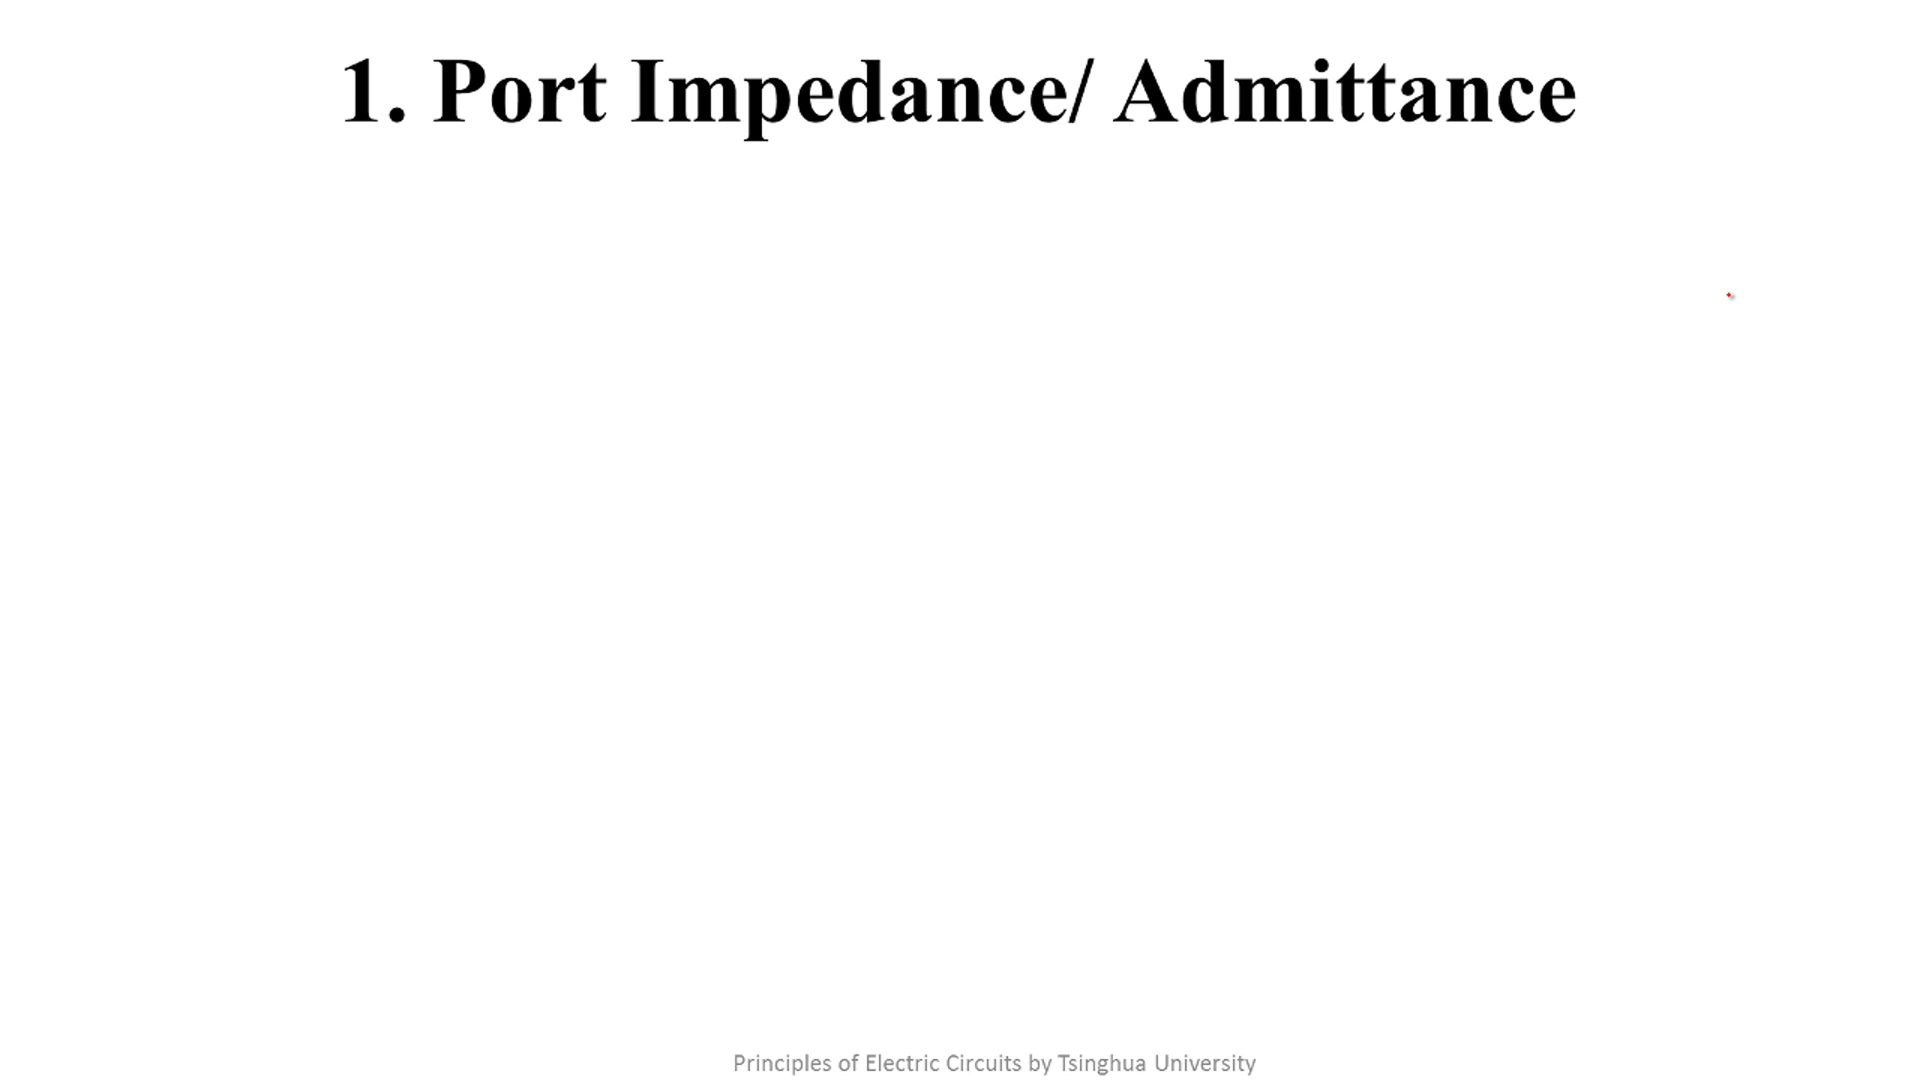 1. Port Impedance/ Admittance
Principles of Electric Circuits by Tsinghua University